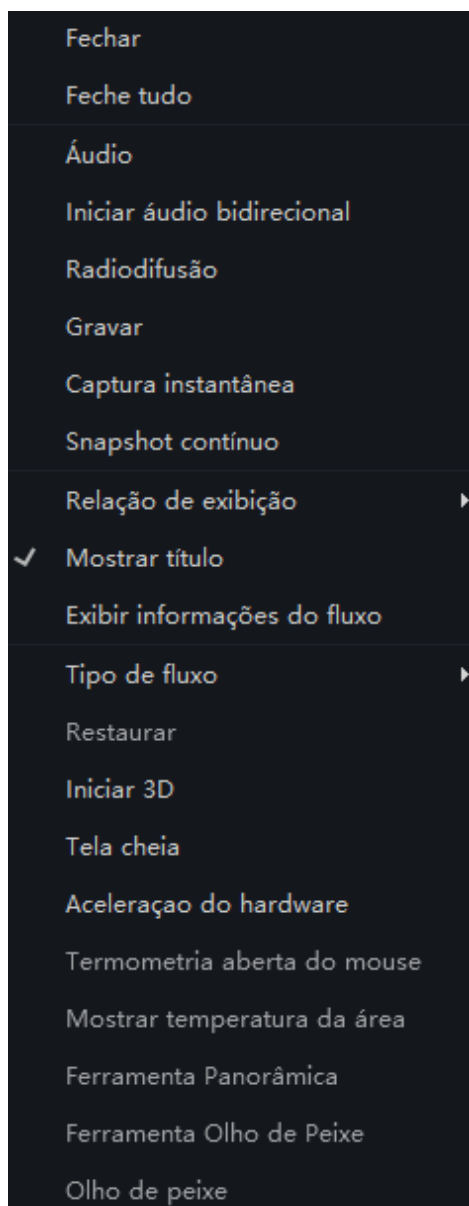 Fechar
Feche tudo
Áudio
Iniciar áudio bidirecional
Radiodifusão
Gravar
Captura instantânea
Snapshot contínuo
Relação de exibição
Mostrar título
Exibir informações do fluxo
Tipo de fluxo
Restaurar
Iniciar 3D
Tela cheia
Aceleraçao do hardware
Termometria aberta do mouse
Mostrar temperatura da área
Ferramenta Panorâmica
Ferramenta Olho de Peixe
Olho de peixe